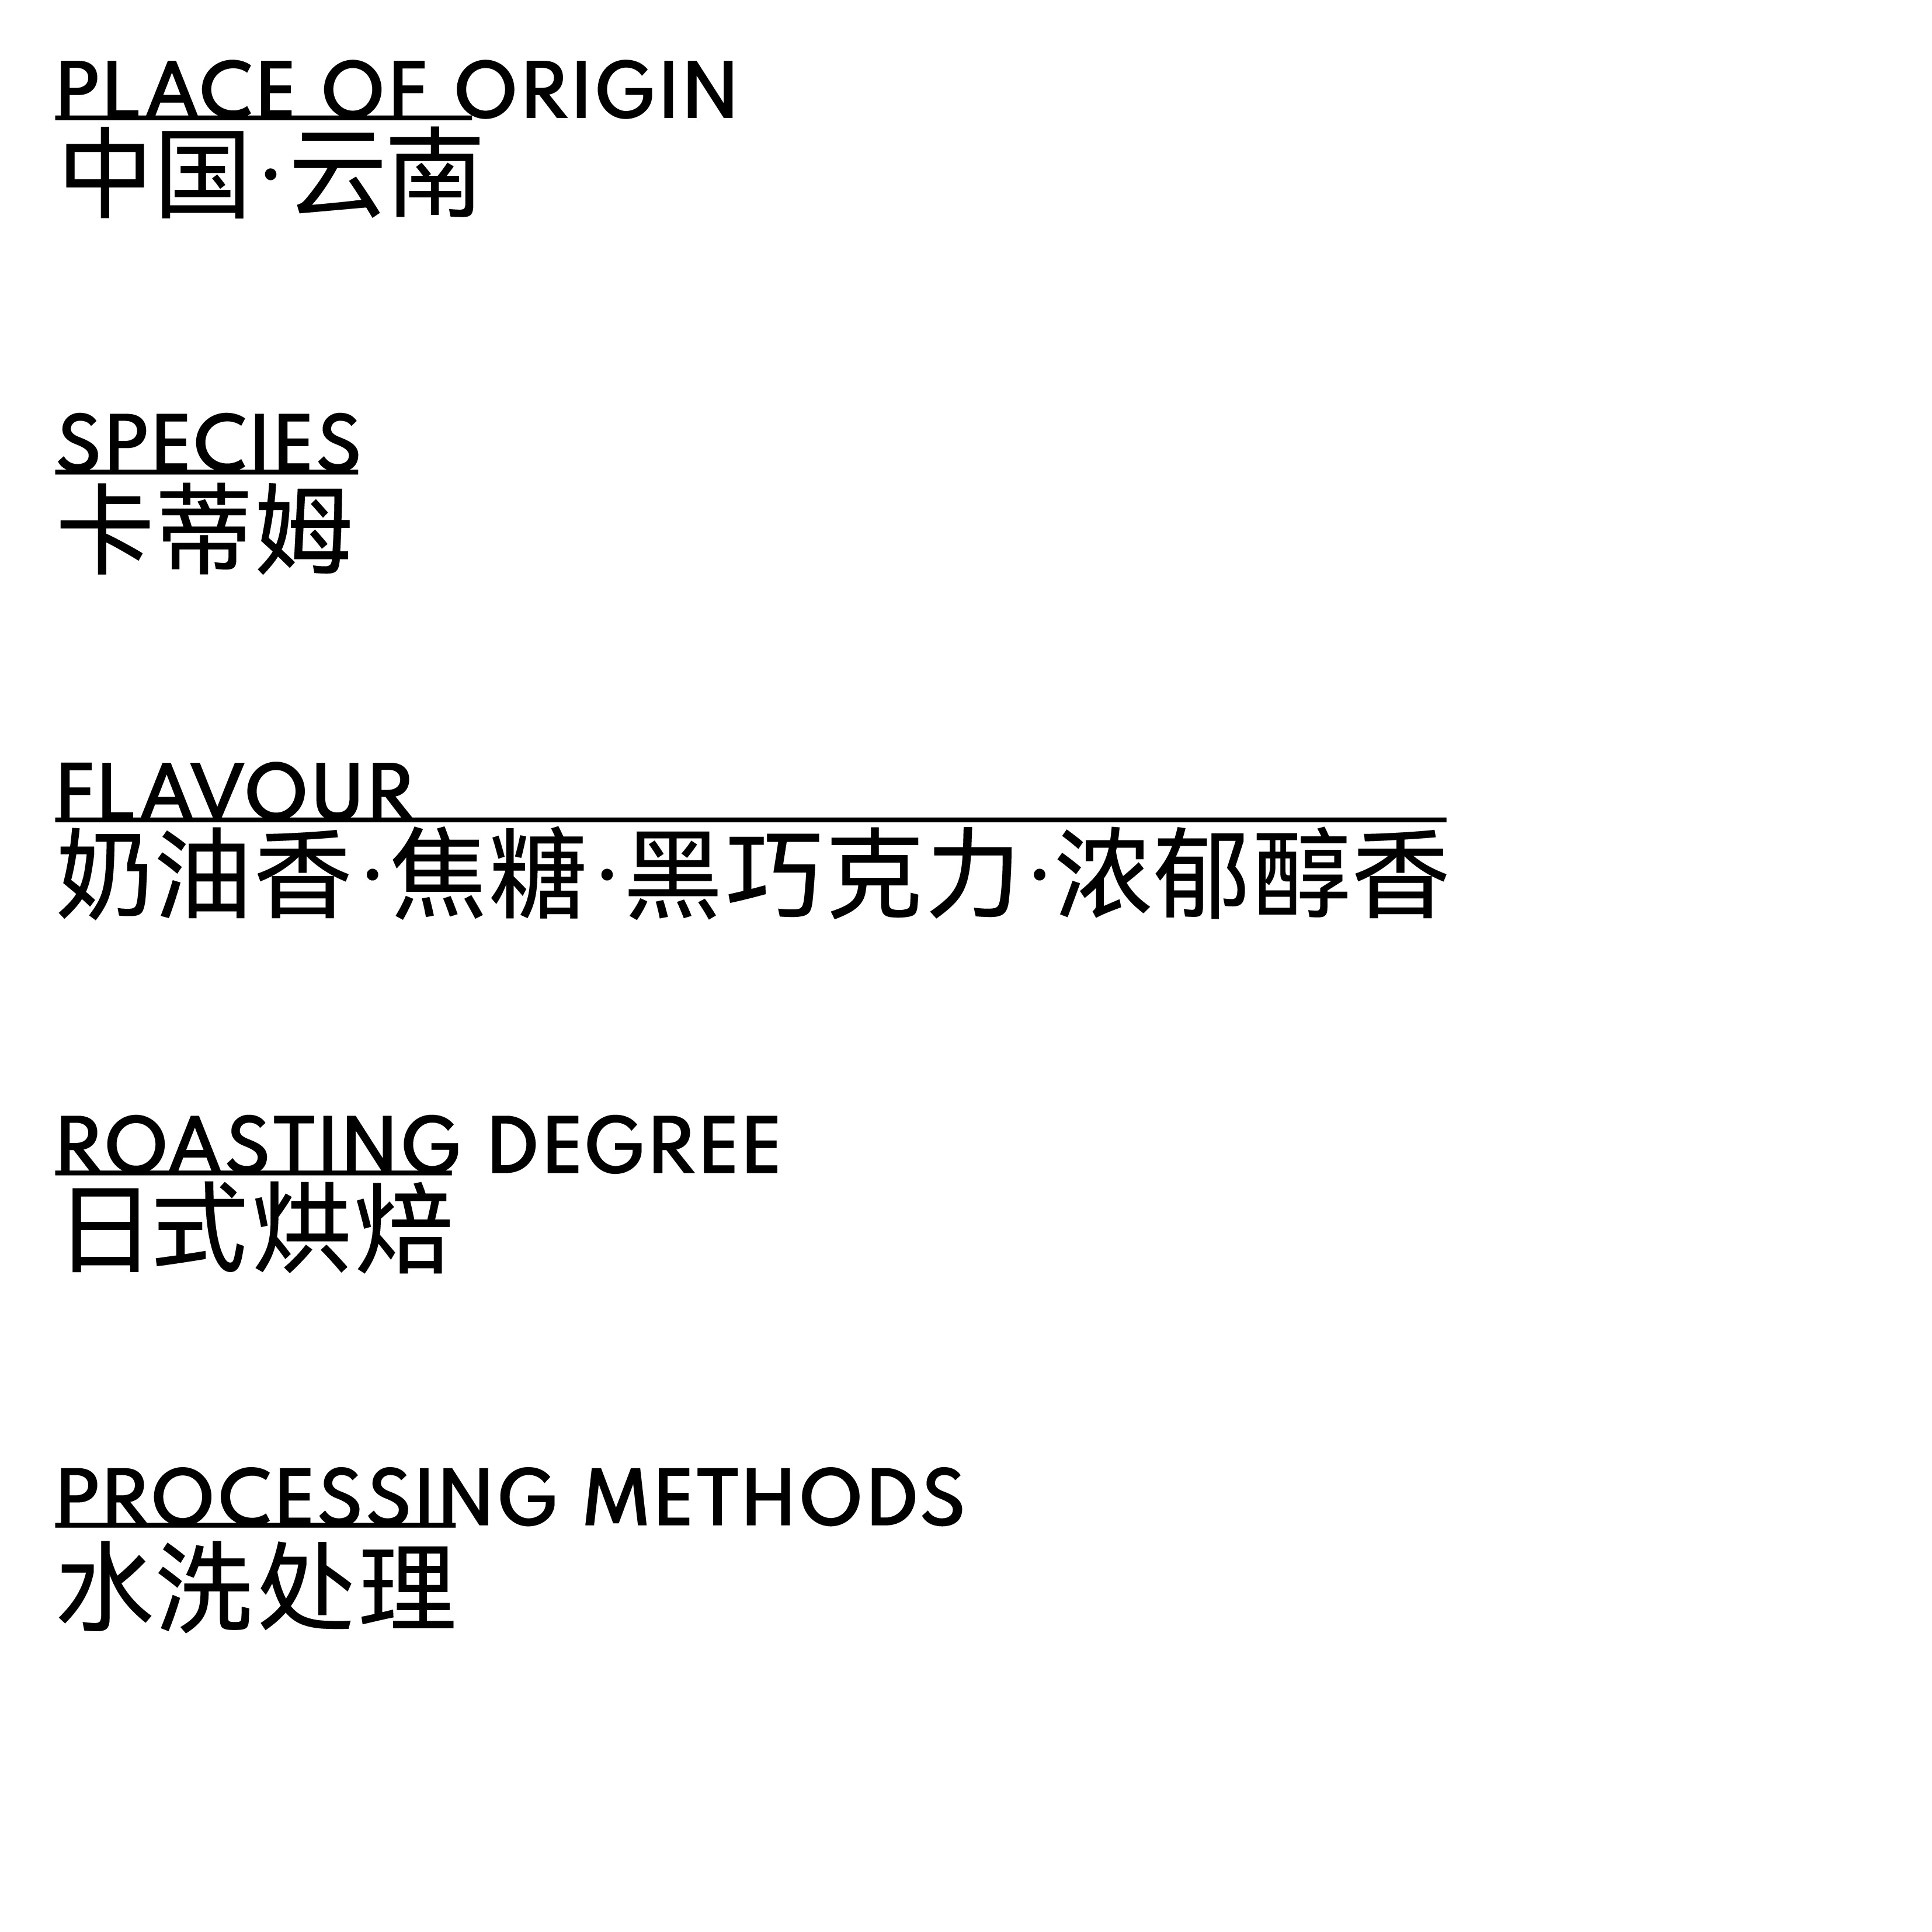 PLACE OF ORIGIN
中国·云南
SPECIES
卡蒂姆
FLAVOUR
奶油香·焦糖·黑巧克力·浓郁醇香
ROASTING DEGREE
日式烘焙
PROCESSING METHODS
水洗处理